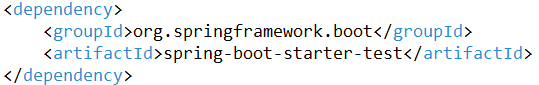 <dependency>
    <groupId>org.springframework.boot</groupId>
    <artifactId>spring-boot-starter-test</artifactId>
</dependency>